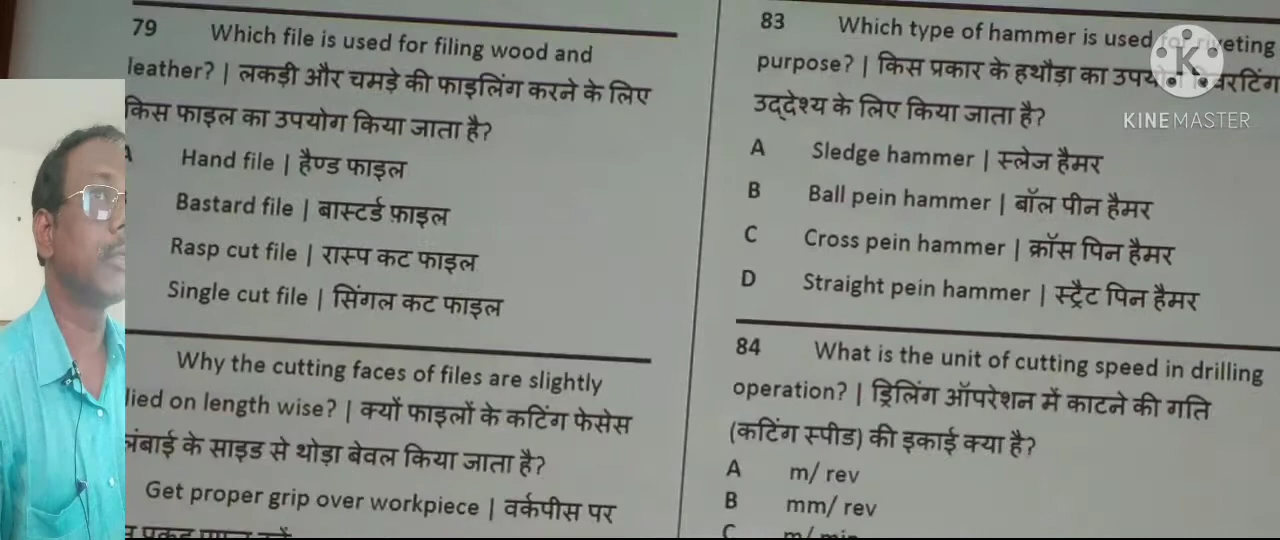 79 Which file is used for filing wood and
leather? | लकड़ी और चमड़े की फाइलिंग करने के लिए
किस फाइल का उपयोग किया जाता है?
Hand file | हैण्ड फाइल
Bastard file | बास्टर्ड फ़ाइल
Rasp cut file | रास्प कट फाइल
Single cut file | सिंगल कट फाइल
Why the cutting faces of files are slightly
lied on length wise? | क्यों फाइलों के कटिंग फेसेस
लंबाई के साइड से थोड़ा बेवल किया जाता है?
Get proper grip over workpiece | वर्कपीस पर
83 Which type of hammer is used for riveting
purpose? | किस प्रकार के हथौड़ा का
उद्देश्य के लिए किया जाता है?
A Sledge hammer | स्लेज हैमर
B Ball pein hammer | बॉल पीन हैमर
C Cross pein hammer | क्रॉस पिन हैमर
D Straight pein hammer | स्ट्रैट पिन हैमर
84 What is the unit of cutting speed in drilling
operation? | ड्रिलिंग ऑपरेशन में काटने की गति
(कटिंग स्पीड) की इकाई क्या है?
A m/ rev
B mm/ rev
C m/ min
K
KINEMASTER